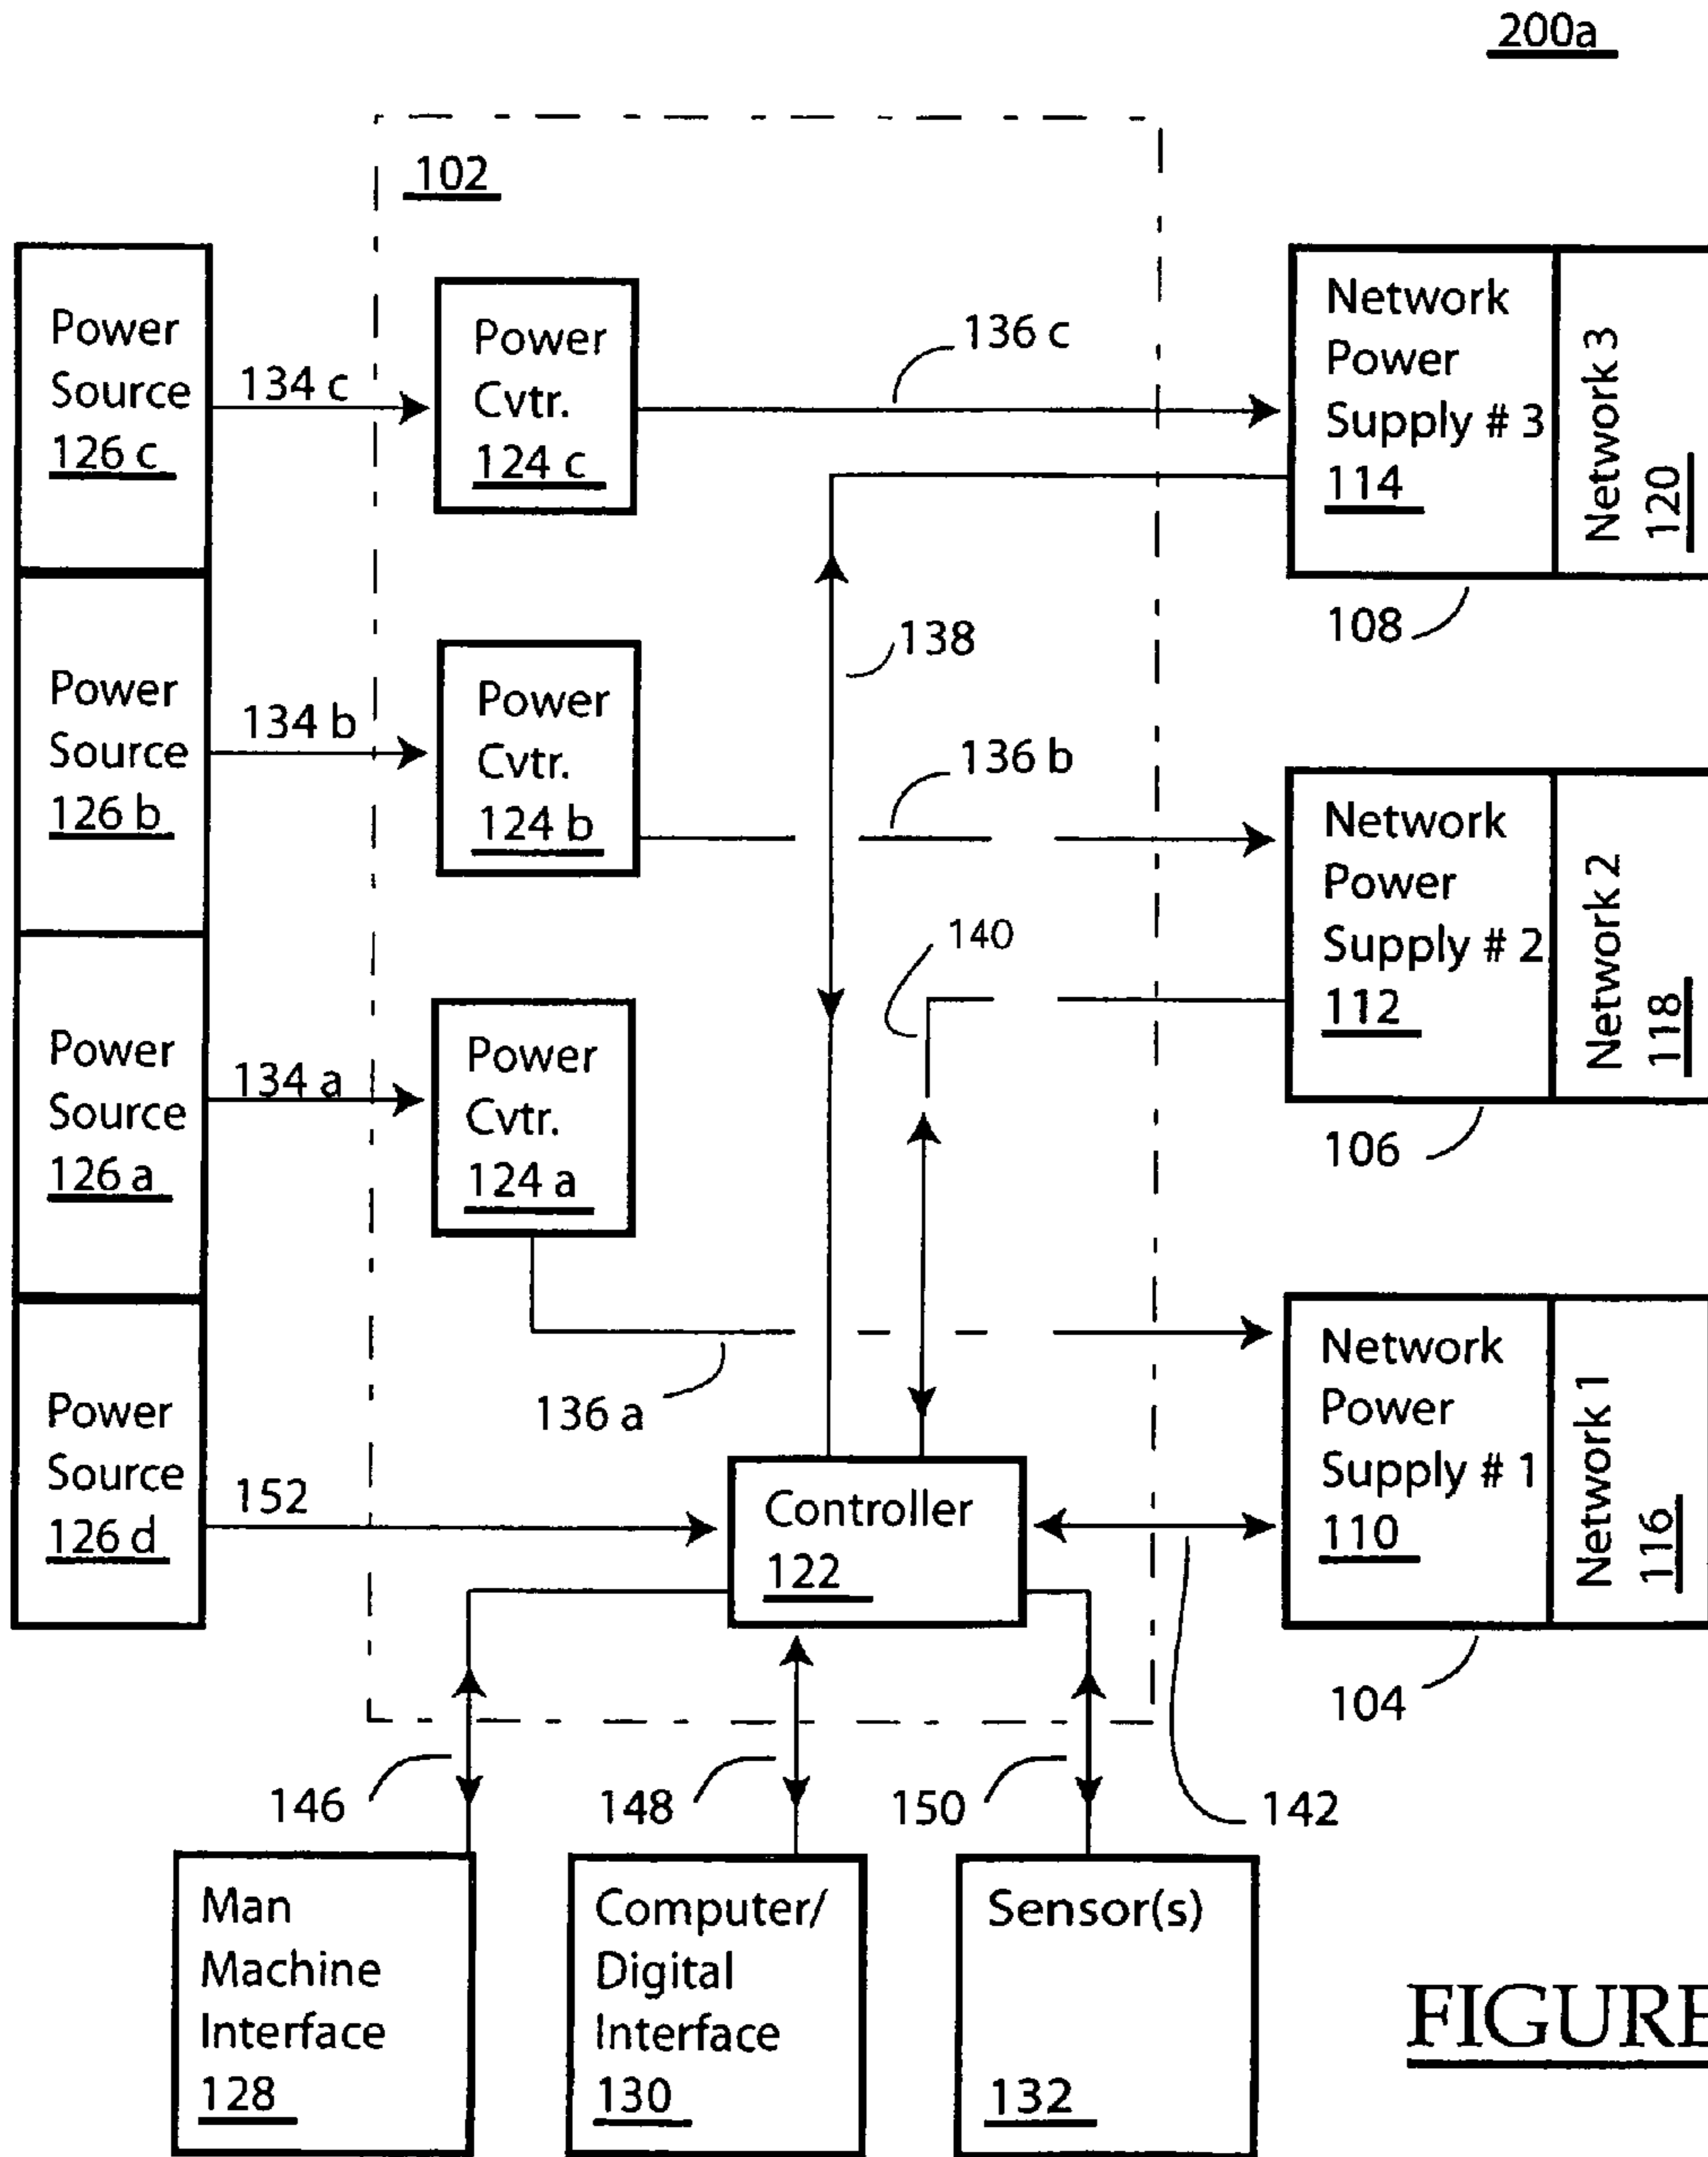 200a
102
Power
Source
126 c
134 c
Power
Cvtr.
124 c
136 c
Network
Power
Supply # 3
114
Network 3
120
108
138
Power
Source
126 b
134 b
Power
Cvtr.
124 b
136 b
Network
Power
Supply # 2
112
Network 2
118
106
140
Power
Source
126 a
134 a
Power
Cvtr.
124 a
136 a
Network
Power
Supply # 1
110
Network 1
116
104
Power
Source
126 d
152
Controller
122
146
148
150
142
Man
Machine
Interface
128
Computer/
Digital
Interface
130
Sensor(s)
132
FIGURE